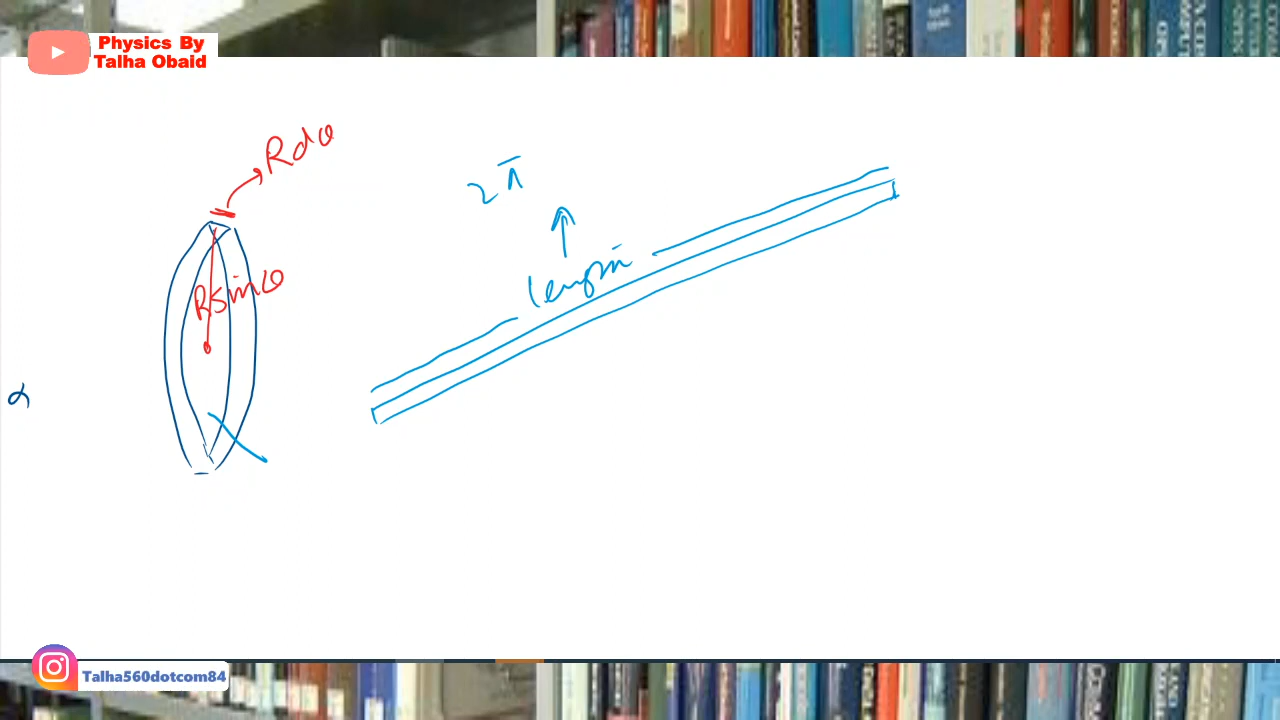 Physics By
Talha Obaid
Rdθ
2π
Rsinθ
length
α
Talha560dotcom84